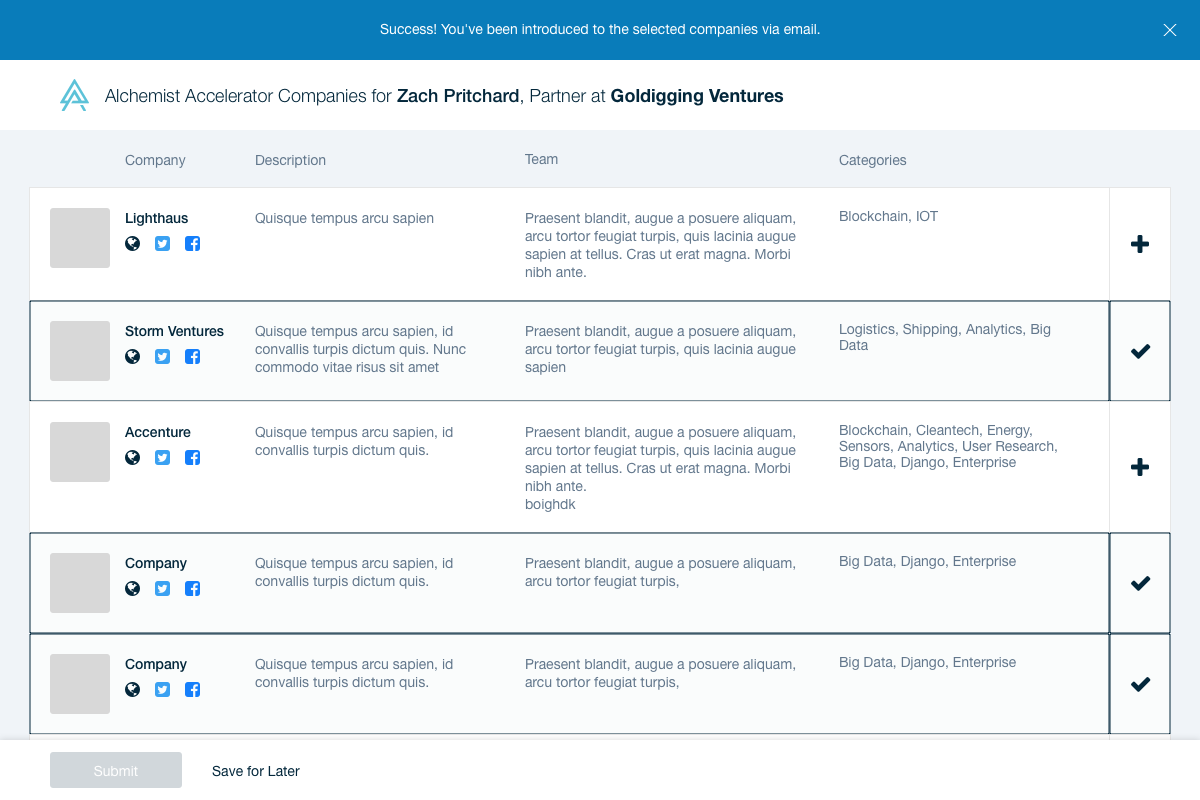 Success! You've been introduced to the selected companies via email.
Alchemist Accelerator Companies for Zach Pritchard, Partner at Goldigging Ventures
Company Description Team Categories
Lighthaus
Quisque tempus arcu sapien
Praesent blandit, augue a posuere aliquam,
arcu tortor feugiat turpis, quis lacinia augue
sapien at tellus. Cras ut erat magna. Morbi
nibh ante.
Blockchain, IOT
Storm Ventures
Quisque tempus arcu sapien, id
convallis turpis dictum quis. Nunc
commodo vitae risus sit amet
Praesent blandit, augue a posuere aliquam,
arcu tortor feugiat turpis, quis lacinia augue
sapien
Logistics, Shipping, Analytics, Big
Data
Accenture
Quisque tempus arcu sapien, id
convallis turpis dictum quis.
Praesent blandit, augue a posuere aliquam,
arcu tortor feugiat turpis, quis lacinia augue
sapien at tellus. Cras ut erat magna. Morbi
nibh ante.
boighdk
Blockchain, Cleantech, Energy,
Sensors, Analytics, User Research,
Big Data, Django, Enterprise
Company
Quisque tempus arcu sapien, id
convallis turpis dictum quis.
Praesent blandit, augue a posuere aliquam,
arcu tortor feugiat turpis,
Big Data, Django, Enterprise
Company
Quisque tempus arcu sapien, id
convallis turpis dictum quis.
Praesent blandit, augue a posuere aliquam,
arcu tortor feugiat turpis,
Big Data, Django, Enterprise
Submit Save for Later